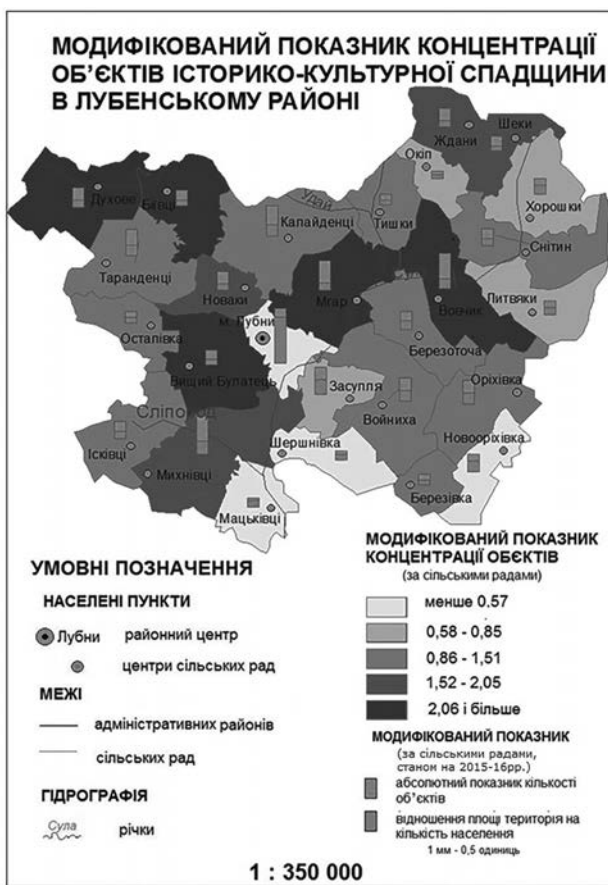 МОДИФІКОВАНИЙ ПОКАЗНИК КОНЦЕНТРАЦІЇ
ОБ’ЄКТІВ ІСТОРИКО-КУЛЬТУРНОЇ СПАДЩИНИ
В ЛУБЕНСЬКОМУ РАЙОНІ
Ждани
Шеки
Окіп
Духове
Біївці
Удай
Хорошки
Калайденці
Тишки
Снітин
Таранденці
Новаки
Мгар
Вовчик
Литвяки
м. Лубни
Осталівка
Березоточа
Вищий Булатець
Засулля
Оріхівка
Сліпород
Войниха
Шершнівка
Новооріхівка
Ісківці
Михнівці
Березівка
Мацьківці
УМОВНІ ПОЗНАЧЕННЯ
НАСЕЛЕНІ ПУНКТИ
Лубни районний центр
центри сільських рад
МЕЖІ
адміністративних районів
сільських рад
ГІДРОГРАФІЯ
Сула річки
МОДИФІКОВАНИЙ ПОКАЗНИК
КОНЦЕНТРАЦІЇ ОБЄКТІВ
(за сільськими радами)
менше 0.57
0,58 - 0,85
0,86 - 1,51
1,52 - 2,05
2,06 і більше
МОДИФІКОВАНИЙ ПОКАЗНИК
(за сільськими радами,
станом на 2015-16рр.)
абсолютний показник кількості
об’єктів
відношення площі територія на
кількість населення
1 мм - 0,5 одиниць
1 : 350 000